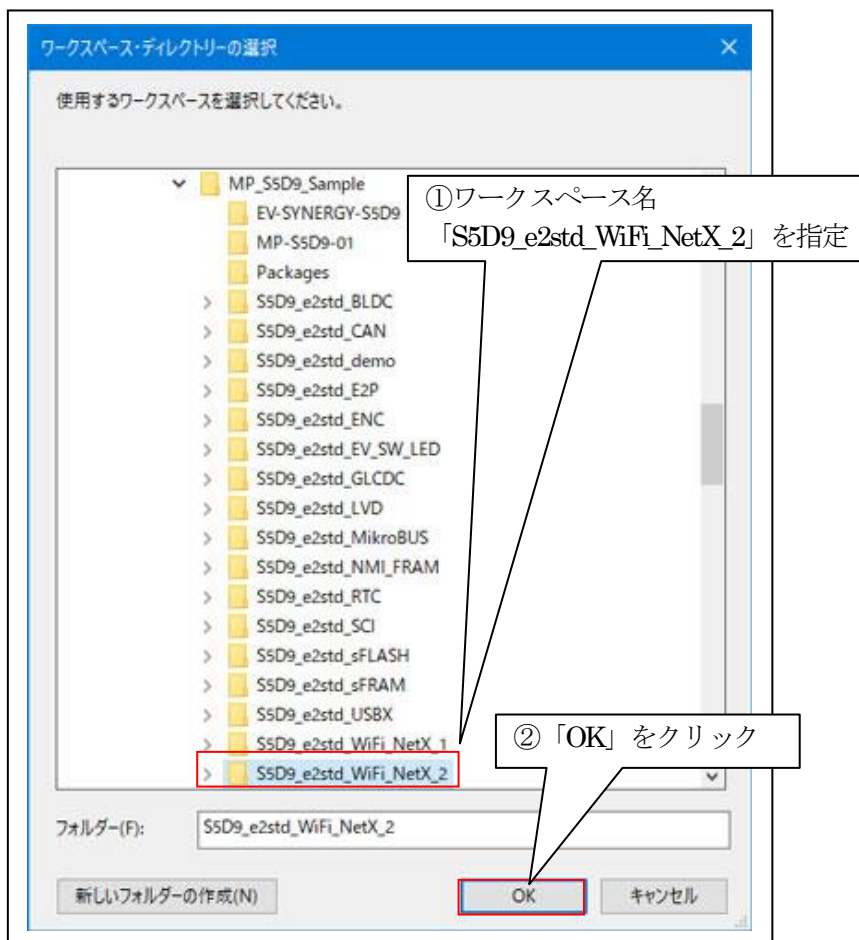 ワークスペース・ディレクトリーの選択
使用するワークスペースを選択してください。
MP_S5D9_Sample
EV-SYNERGY-S5D9
MP-S5D9-01
Packages
S5D9_e2std_BLDC
S5D9_e2std_CAN
S5D9_e2std_demo
S5D9_e2std_E2P
S5D9_e2std_ENC
S5D9_e2std_EV_SW_LED
S5D9_e2std_GLCDC
S5D9_e2std_LVD
S5D9_e2std_MikroBUS
S5D9_e2std_NMI_FRAM
S5D9_e2std_RTC
S5D9_e2std_SCI
S5D9_e2std_sFLASH
S5D9_e2std_sFRAM
S5D9_e2std_USBX
S5D9_e2std_WiFi_NetX_1
S5D9_e2std_WiFi_NetX_2
①ワークスペース名
「S5D9_e2std_WiFi_NetX_2」を指定
②「OK」をクリック
フォルダー(F):
S5D9_e2std_WiFi_NetX_2
新しいフォルダーの作成(N)
OK
キャンセル